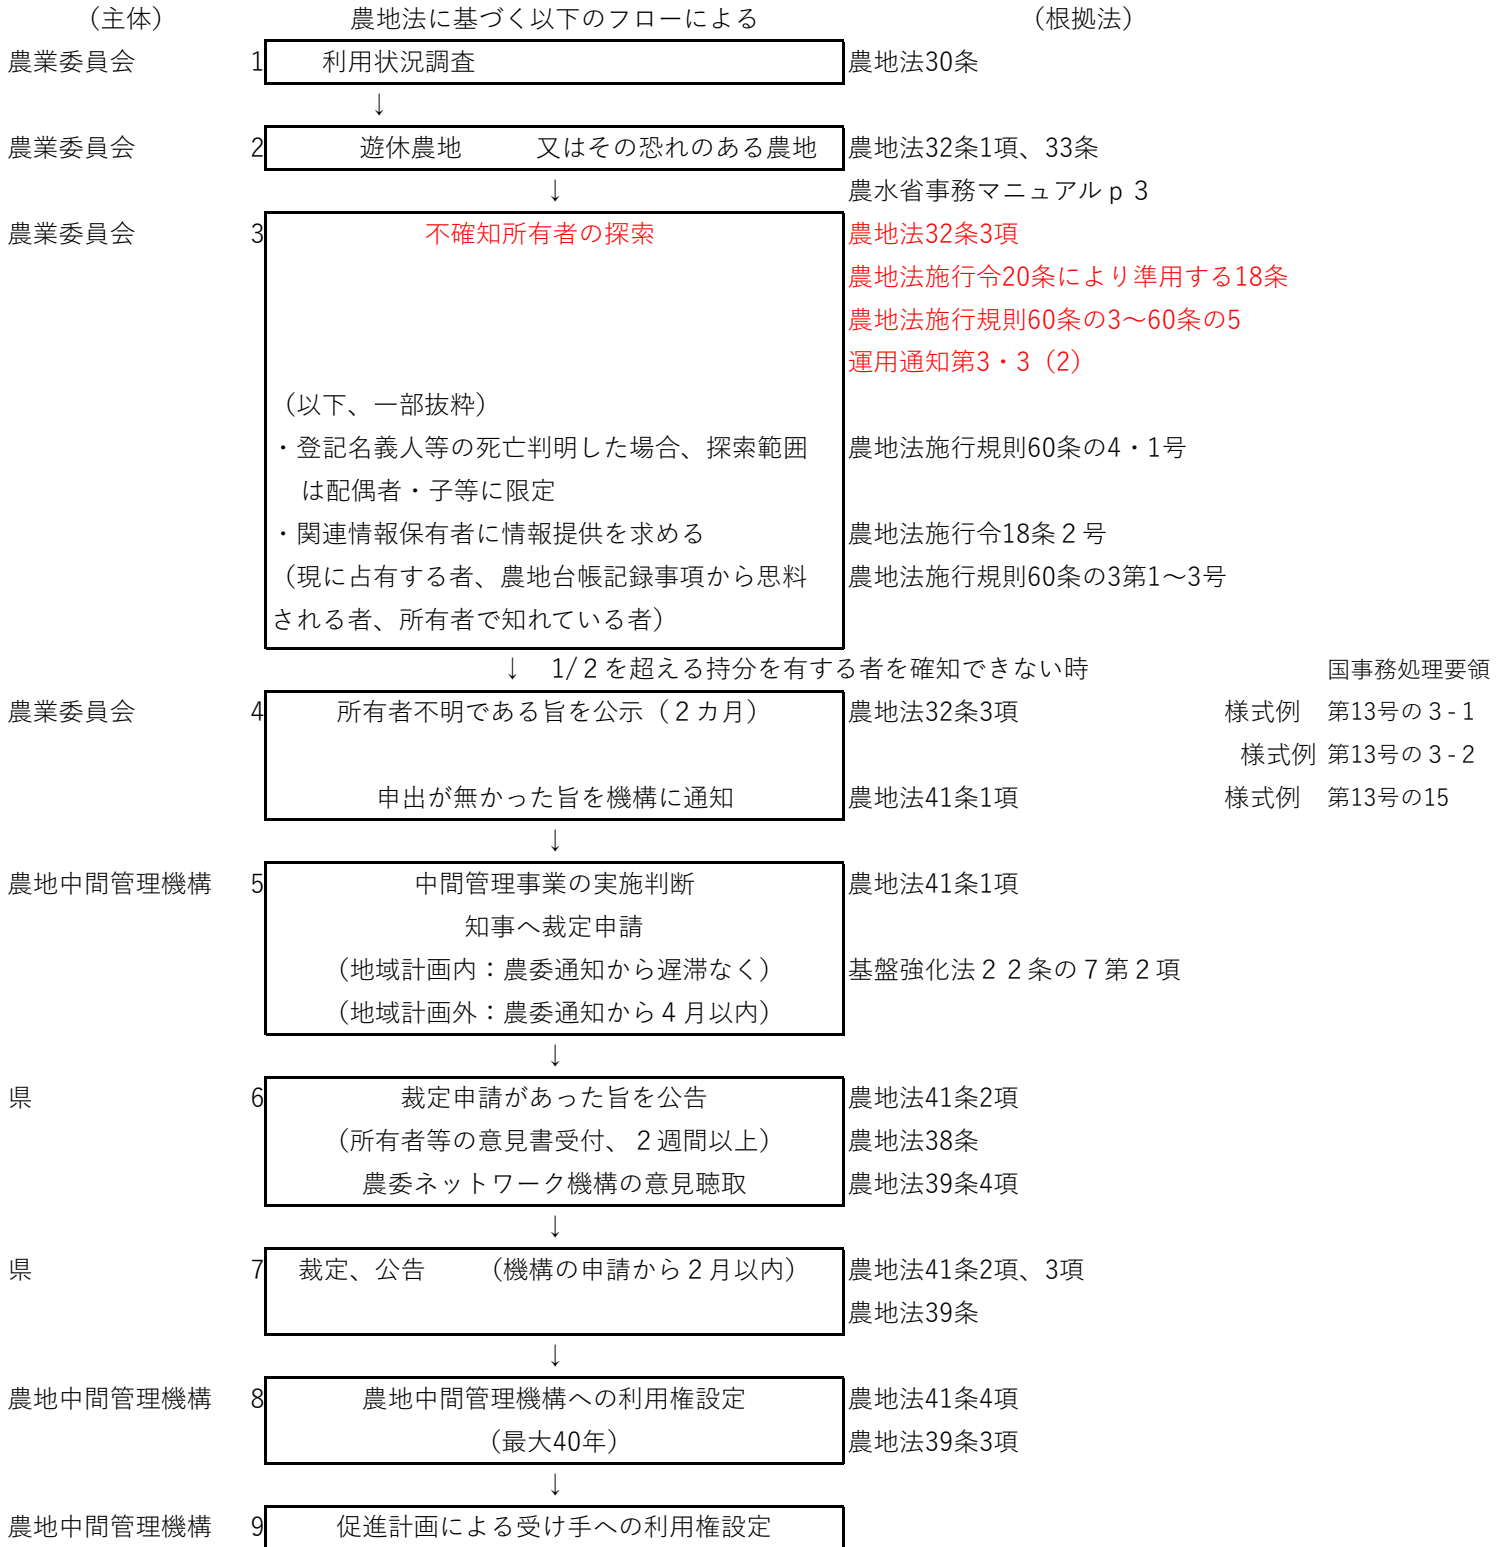 （主体） 農地法に基づく以下のフローによる （根拠法）
農業委員会 1 利用状況調査 農地法30条
↓
農業委員会 2 遊休農地 又はその恐れのある農地 農地法32条1項、33条
↓ 農水省事務マニュアルｐ３
農業委員会 3 不確知所有者の探索 農地法32条3項
農地法施行令20条により準用する18条
農地法施行規則60条の3～60条の5
運用通知第3・3（2）
（以下、一部抜粋）
・登記名義人等の死亡判明した場合、探索範囲 農地法施行規則60条の4・1号
は配偶者・子等に限定
・関連情報保有者に情報提供を求める 農地法施行令18条２号
（現に占有する者、農地台帳記録事項から思料 農地法施行規則60条の3第1～3号
される者、所有者で知れている者）
↓ 1/２を超える持分を有する者を確知できない時 国事務処理要領
農業委員会 4 所有者不明である旨を公示（２カ月） 農地法32条3項 様式例 第13号の３-１
様式例 第13号の３-２
申出が無かった旨を機構に通知 農地法41条1項 様式例 第13号の15
↓
農地中間管理機構 5 中間管理事業の実施判断 農地法41条1項
知事へ裁定申請
（地域計画内：農委通知から遅滞なく） 基盤強化法２２条の７第２項
（地域計画外：農委通知から４月以内）
↓
県 6 裁定申請があった旨を公告 農地法41条2項
（所有者等の意見書受付、２週間以上） 農地法38条
農委ネットワーク機構の意見聴取 農地法39条4項
↓
県 7 裁定、公告 （機構の申請から２月以内） 農地法41条2項、3項
農地法39条
↓
農地中間管理機構 8 農地中間管理機構への利用権設定 農地法41条4項
（最大40年） 農地法39条3項
↓
農地中間管理機構 9 促進計画による受け手への利用権設定